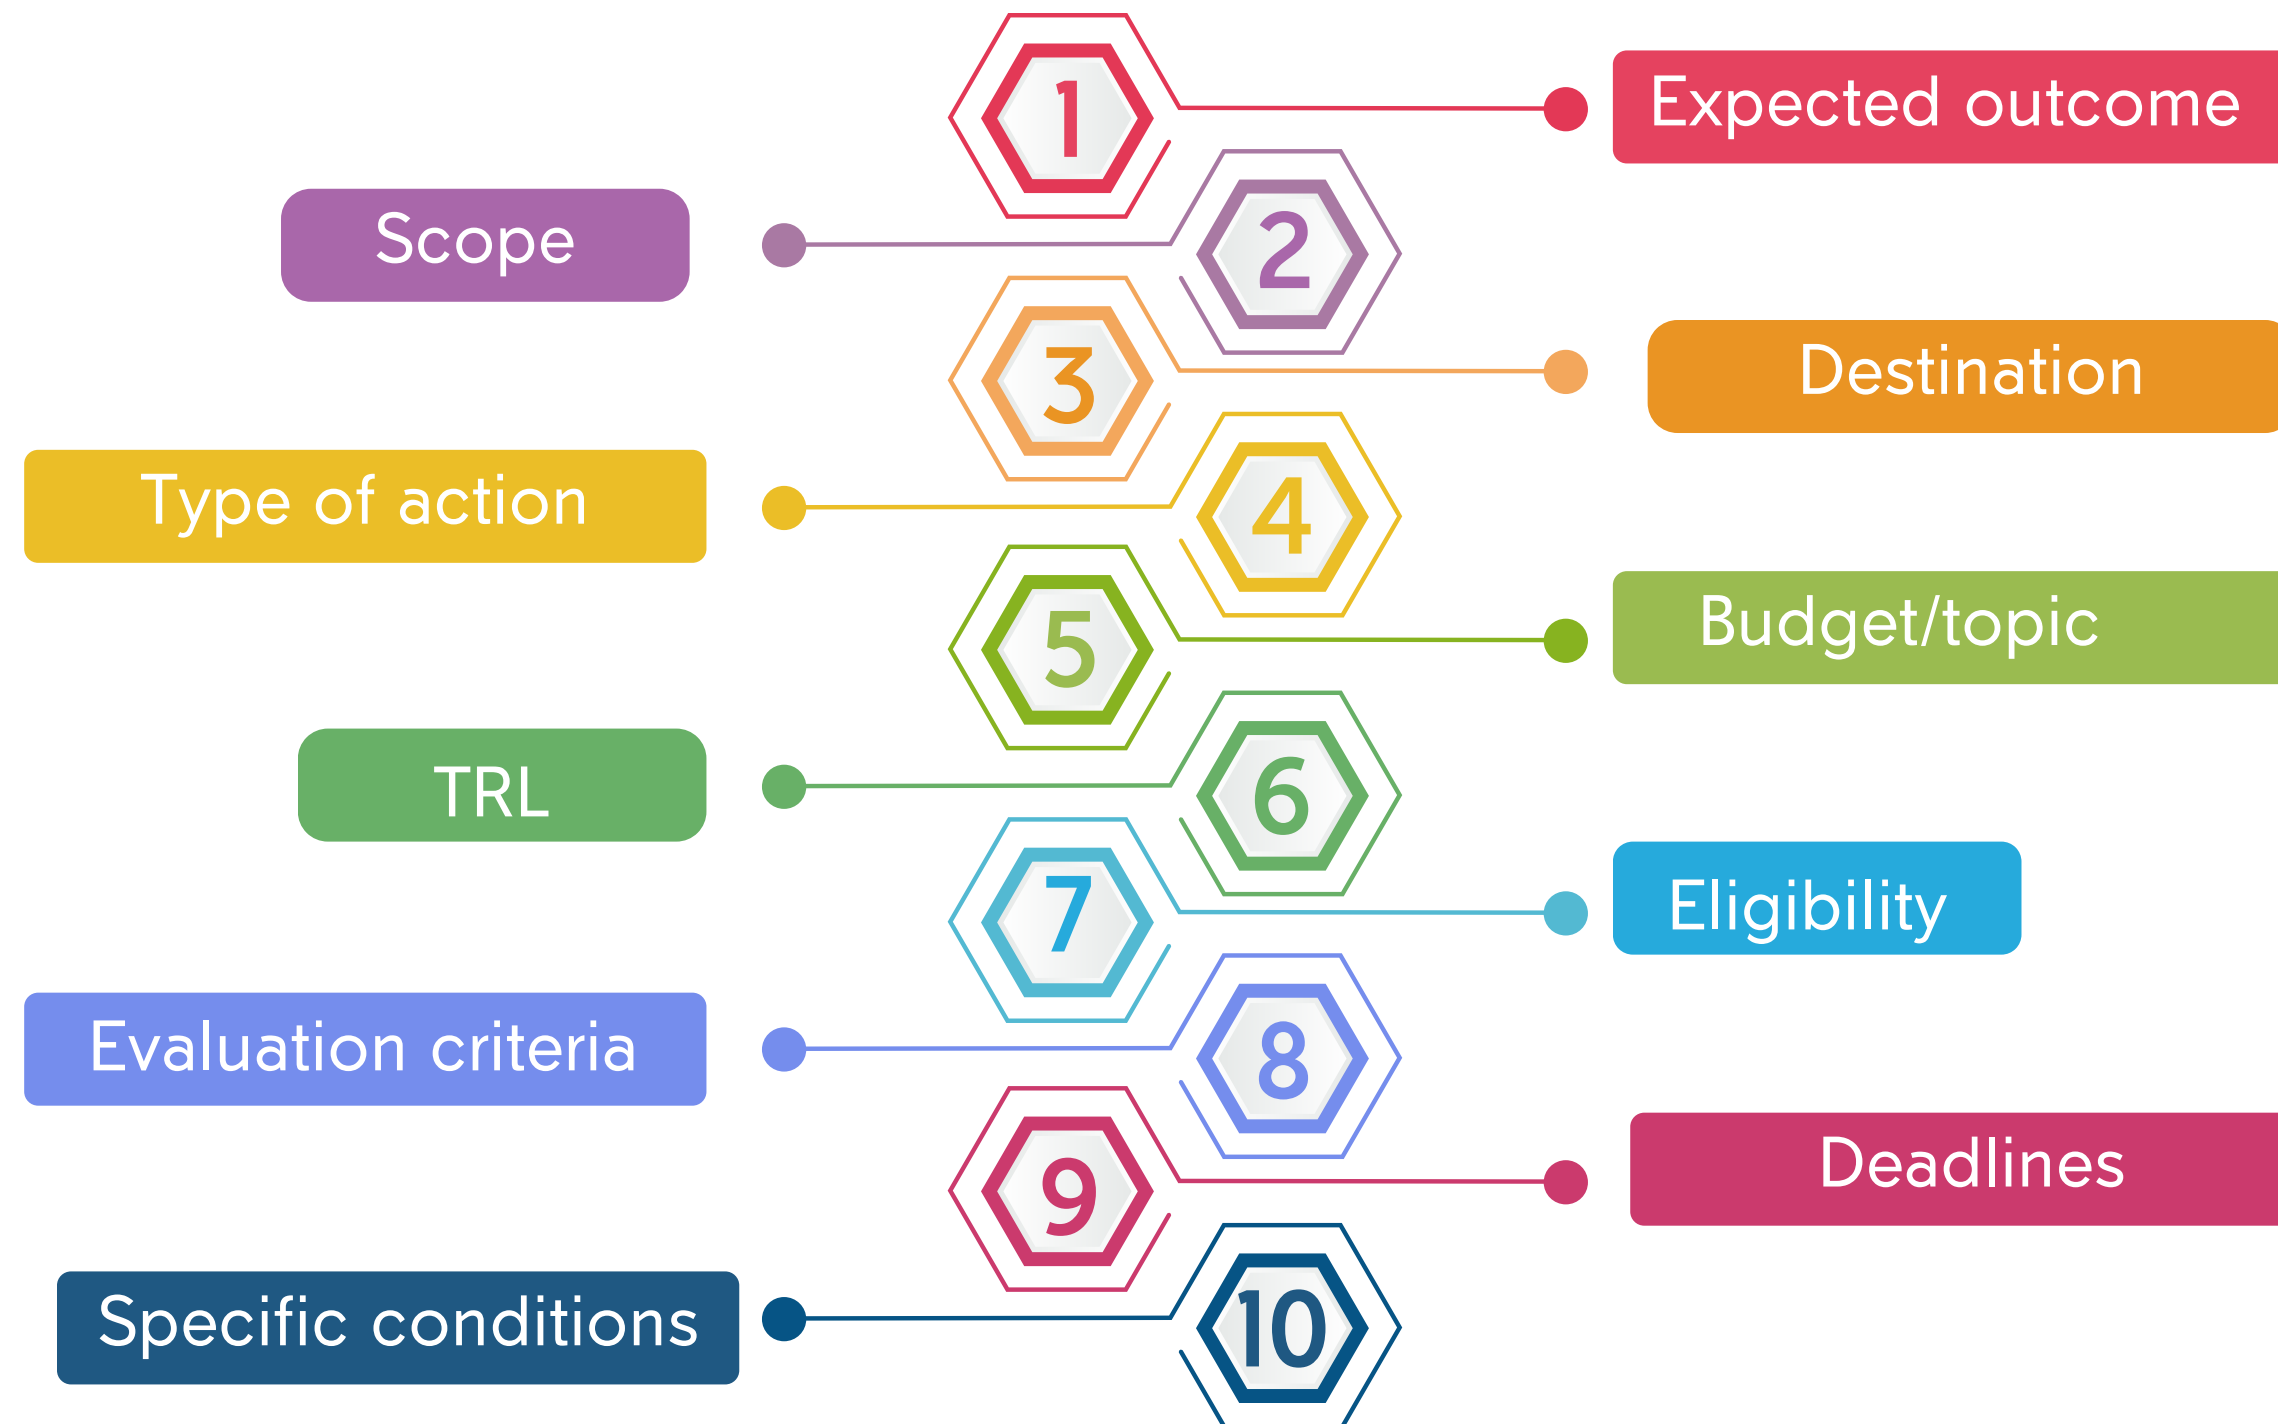 1
Expected outcome
Scope
2
3
Destination
Type of action
4
5
Budget/topic
TRL
6
7
Eligibility
Evaluation criteria
8
9
Deadlines
Specific conditions
10